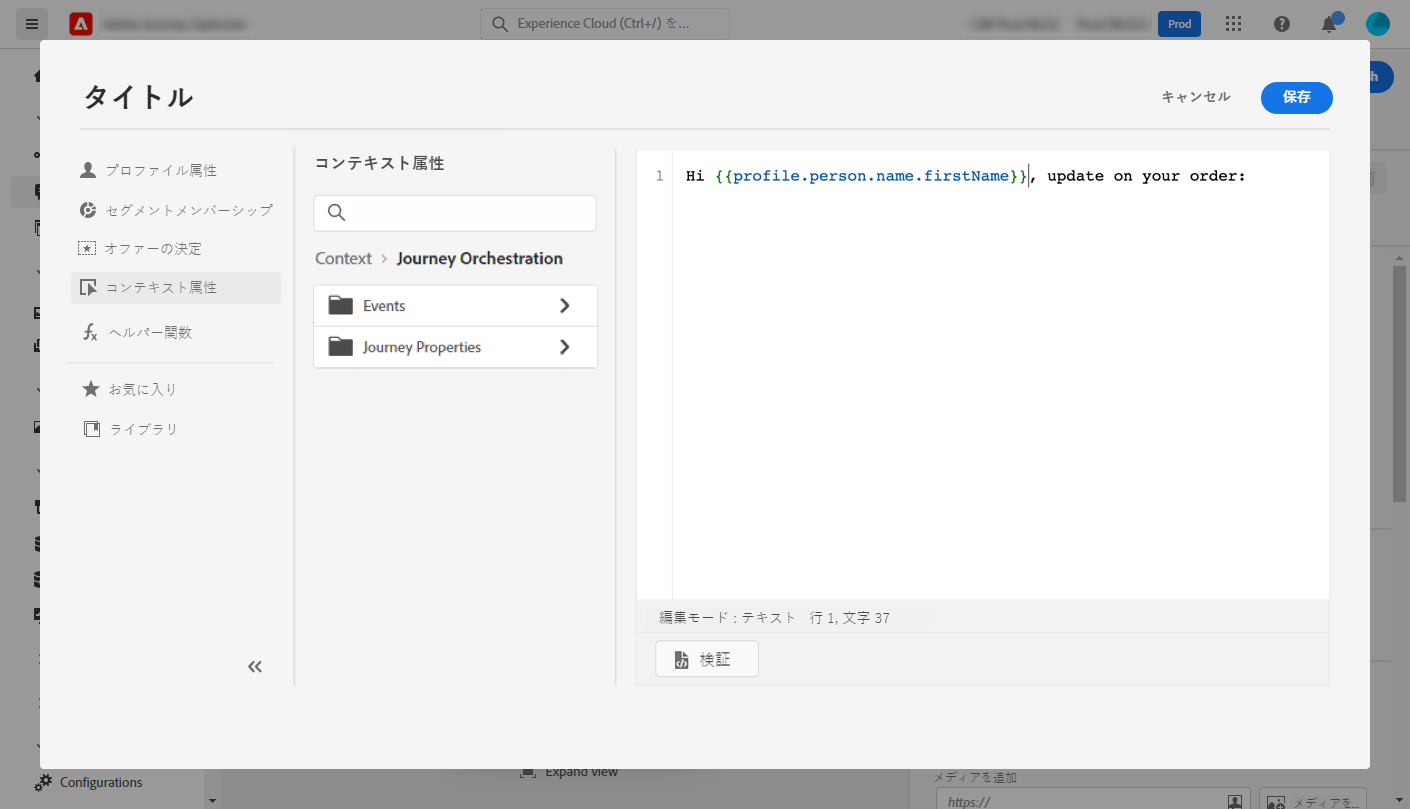 Experience Cloud (Ctrl+/) を...
Prod
タイトル
キャンセル
保存
プロファイル属性
セグメントメンバーシップ
オファーの決定
コンテキスト属性
ヘルパー関数
お気に入り
ライブラリ
コンテキスト属性
Context > Journey Orchestration
Events
Journey Properties
1 Hi {{profile.person.name.firstName}}, update on your order:
編集モード : テキスト 行 1, 文字 37
検証
Configurations
Expand view
メディアを追加
https://
メディアを...